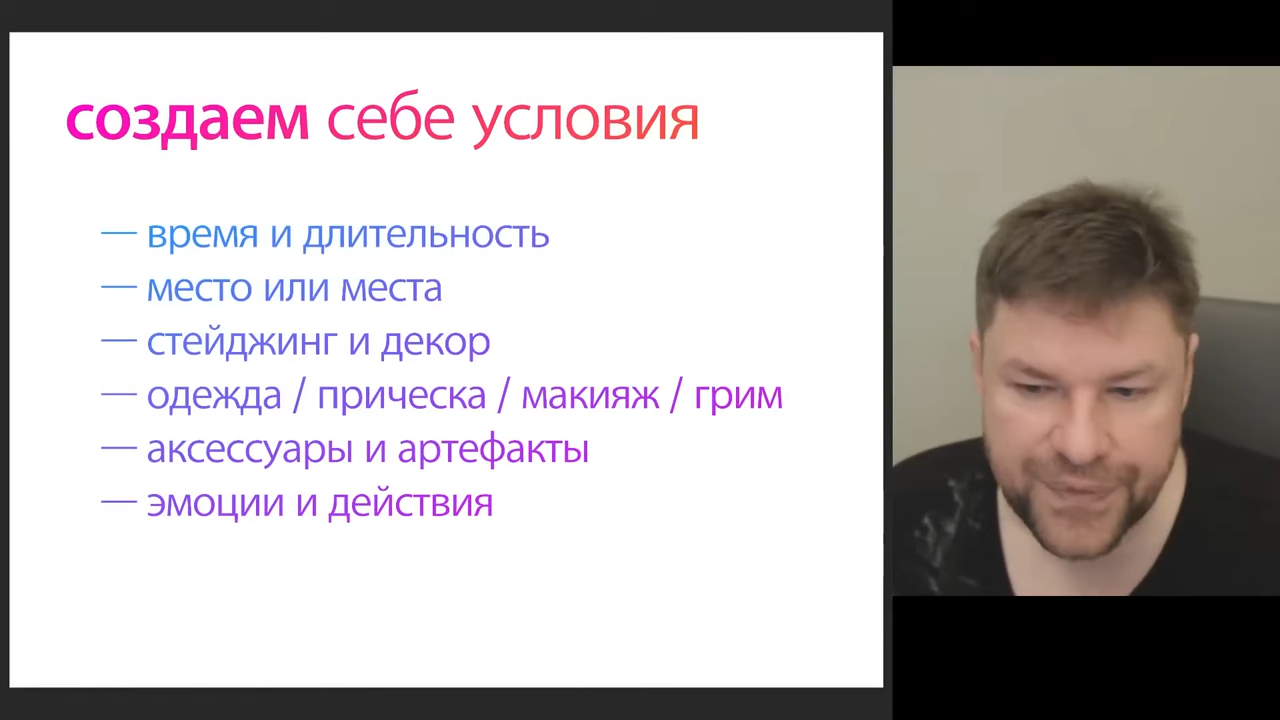 создаем себе условия
— время и длительность
— место или места
— стейджинг и декор
— одежда / прическа / макияж / грим
— аксессуары и артефакты
— эмоции и действия